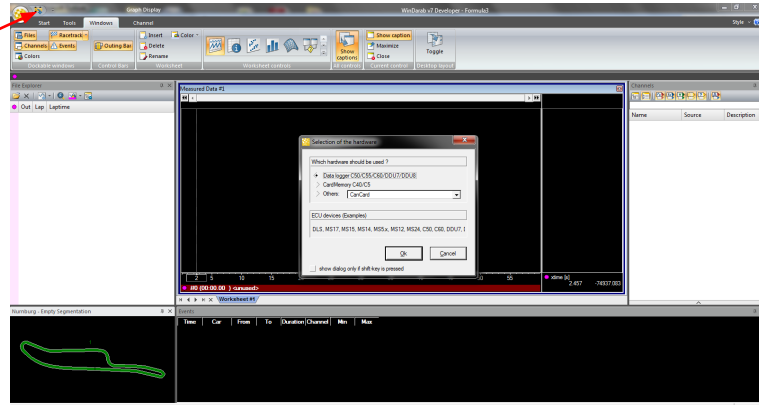 Graph Display
WinDarab v7 Developer - Formula3
Start Tools Windows Channel
Style
Files Racetrack Insert Color Show caption
Channels Events Outing Bar Delete Show captions Maximize Toggle
Colors Rename Close
Dockable windows Control Bars Worksheet Worksheet controls All controls Current control Desktop layout
File Explorer
Measured Data #1
Channels
Out Lap Laptime
Name Source Description
Selection of the hardware
Which hardware should be used ?
Data logger C50/C55/C60/DDU7/DDU8
CardMemory C40/C5
Others: CanCard
ECU devices (Examples)
DLS, MS17, MS15, MS14, MS5.x, MS12, MS24, C50, C60, DDU7, I
Ok Cancel
show dialog only if shift-key is pressed
2 5 10 15 50 55
xtime [s]
2.457 -74937.083
#0 (00:00.00 ) <unused>
Worksheet #1
Nurnburg - Empty Segmentation
Events
Time Car From To Duration Channel Min Max